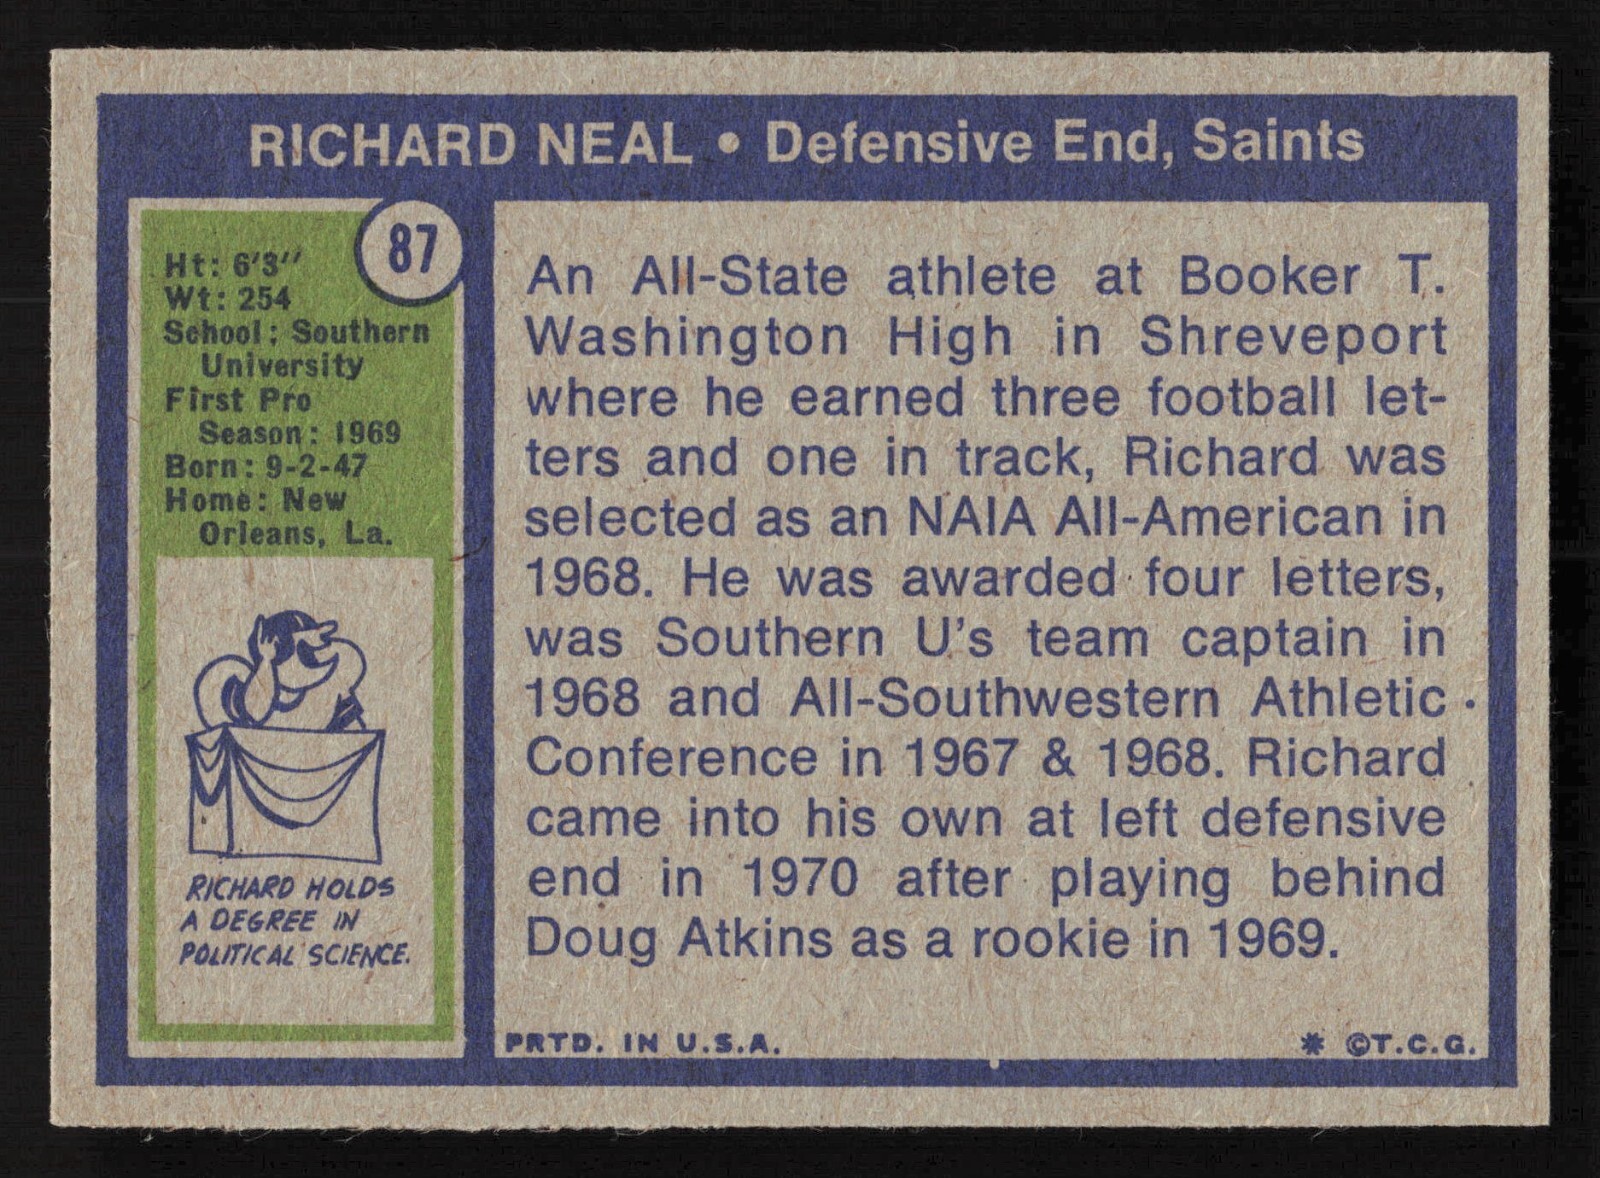 RICHARD NEAL • Defensive End, Saints
87
Ht: 6'3''
Wt: 254
School: Southern
University
First Pro
Season: 1969
Born: 9-2-47
Home: New
Orleans, La.
RICHARD HOLDS
A DEGREE IN
POLITICAL SCIENCE.
An All-State athlete at Booker T.
Washington High in Shreveport
where he earned three football let-
ters and one in track, Richard was
selected as an NAIA All-American in
1968. He was awarded four letters,
was Southern U's team captain in
1968 and All-Southwestern Athletic
Conference in 1967 & 1968. Richard
came into his own at left defensive
end in 1970 after playing behind
Doug Atkins as a rookie in 1969.
PRTD. IN U.S.A.
* ©T.C.G.